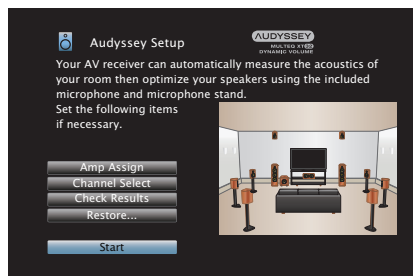 Audyssey Setup
AUDYSSEY
MULTEQ XT32
DYNAMIC VOLUME
Your AV receiver can automatically measure the acoustics of
your room then optimize your speakers using the included
microphone and microphone stand.
Set the following items
if necessary.
Amp Assign
Channel Select
Check Results
Restore...
Start